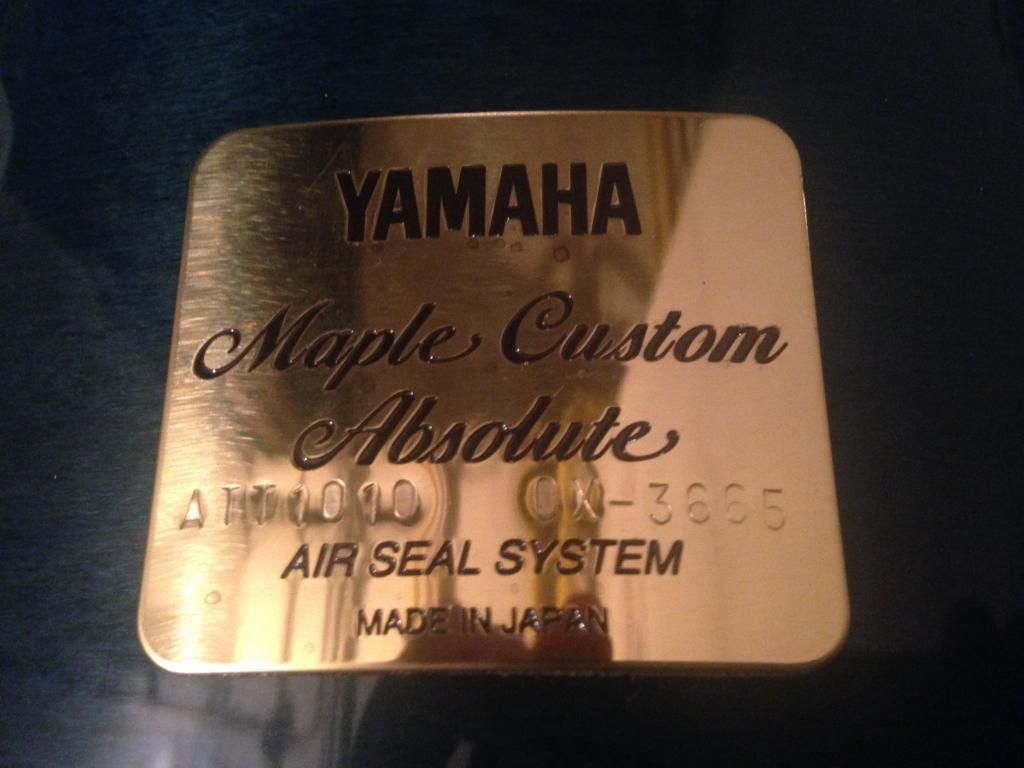 YAMAHA
Maple Custom
Absolute
ATT1010 OX-3665
AIR SEAL SYSTEM
MADE IN JAPAN